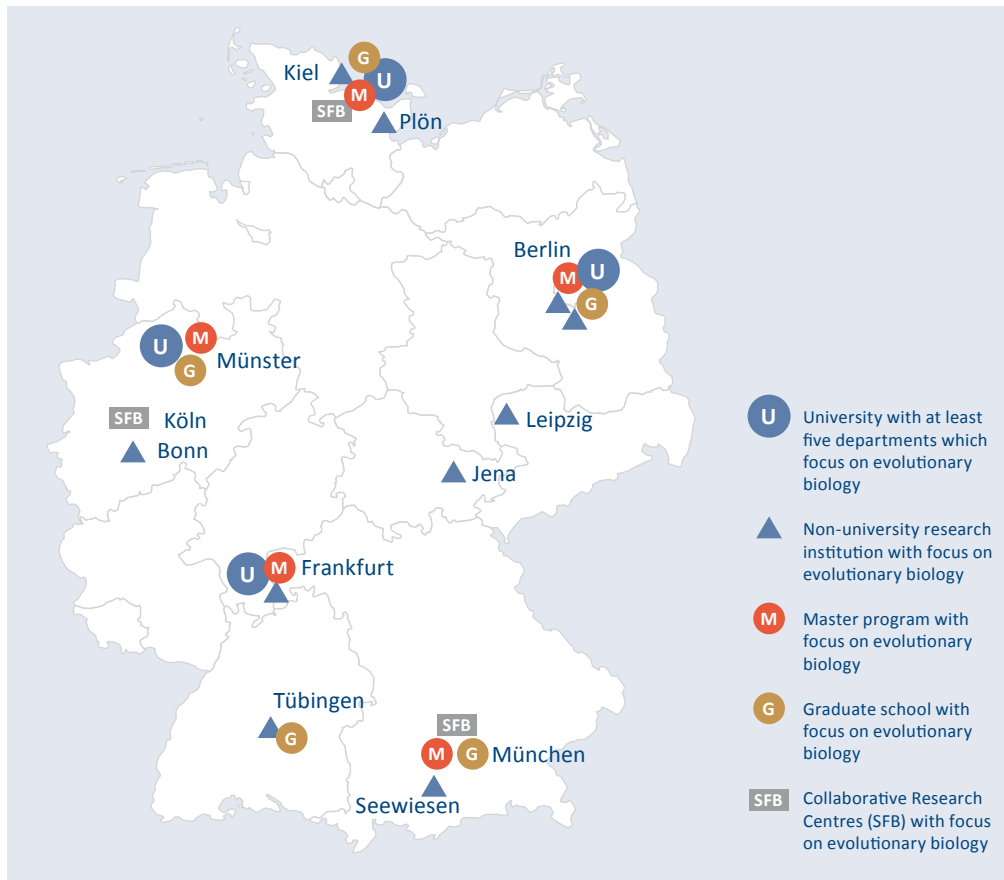 G
Kiel
U
M
SFB
Plön
Berlin
U
M
G
U
M
Münster
G
SFB
Köln
Bonn
Leipzig
Jena
U
M
Frankfurt
Tübingen
G
SFB
M
G
München
Seewiesen
U
University with at least
five departments which
focus on evolutionary
biology
Non-university research
institution with focus on
evolutionary biology
M
Master program with
focus on evolutionary
biology
G
Graduate school with
focus on evolutionary
biology
SFB
Collaborative Research
Centres (SFB) with focus
on evolutionary biology